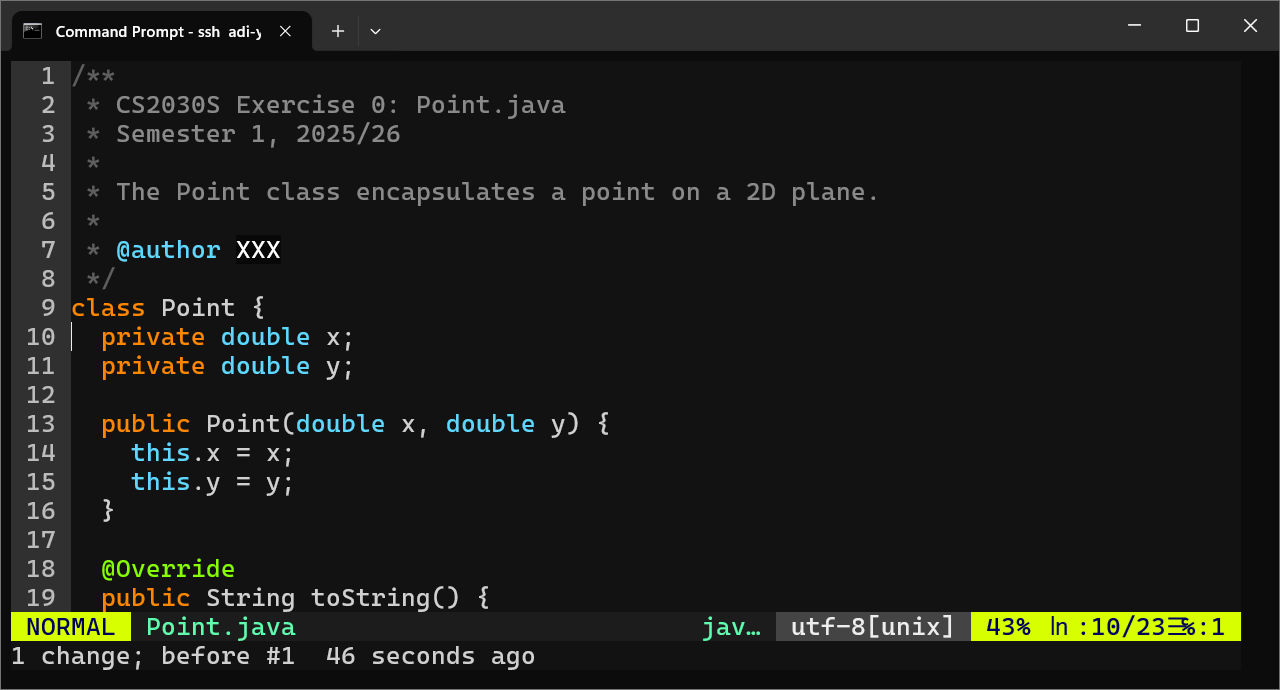 Command Prompt - ssh adi-y
1 /**
2  * CS2030S Exercise 0: Point.java
3  * Semester 1, 2025/26
4  *
5  * The Point class encapsulates a point on a 2D plane.
6  *
7  * @author XXX
8  */
9 class Point {
10   private double x;
11   private double y;
12
13   public Point(double x, double y) {
14     this.x = x;
15     this.y = y;
16   }
17
18   @Override
19   public String toString() {
NORMAL Point.java jav… utf-8[unix] 43% ln :10/23☰%:1
1 change; before #1  46 seconds ago